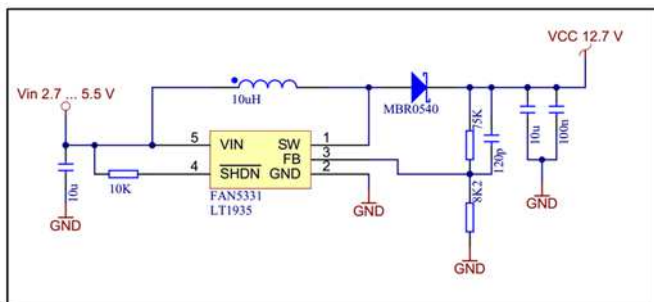 VCC 12.7 V
Vin 2.7 ... 5.5 V
10uH
MBR0540
5 VIN SW 1
FB 3
4 SHDN GND 2
10K
FAN5331
LT1935
10u
75K
120p
8K2
10u
100n
GND
GND
GND
GND